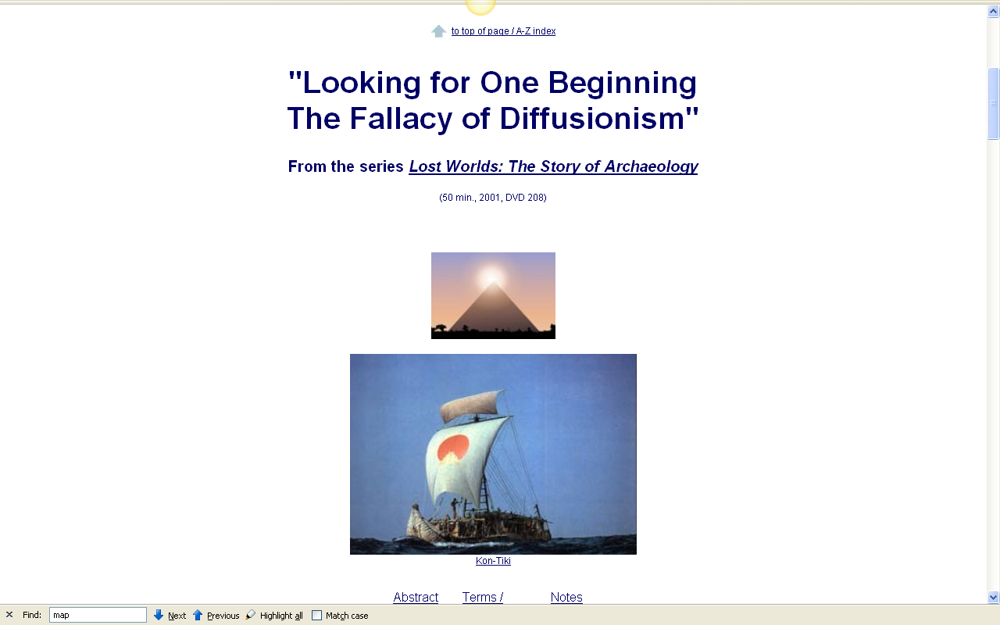 to top of page / A-Z index
"Looking for One Beginning
The Fallacy of Diffusionism"
From the series Lost Worlds: The Story of Archaeology
(50 min., 2001, DVD 208)
Kon-Tiki
Abstract Terms / Notes
Find: map Next Previous Highlight all Match case